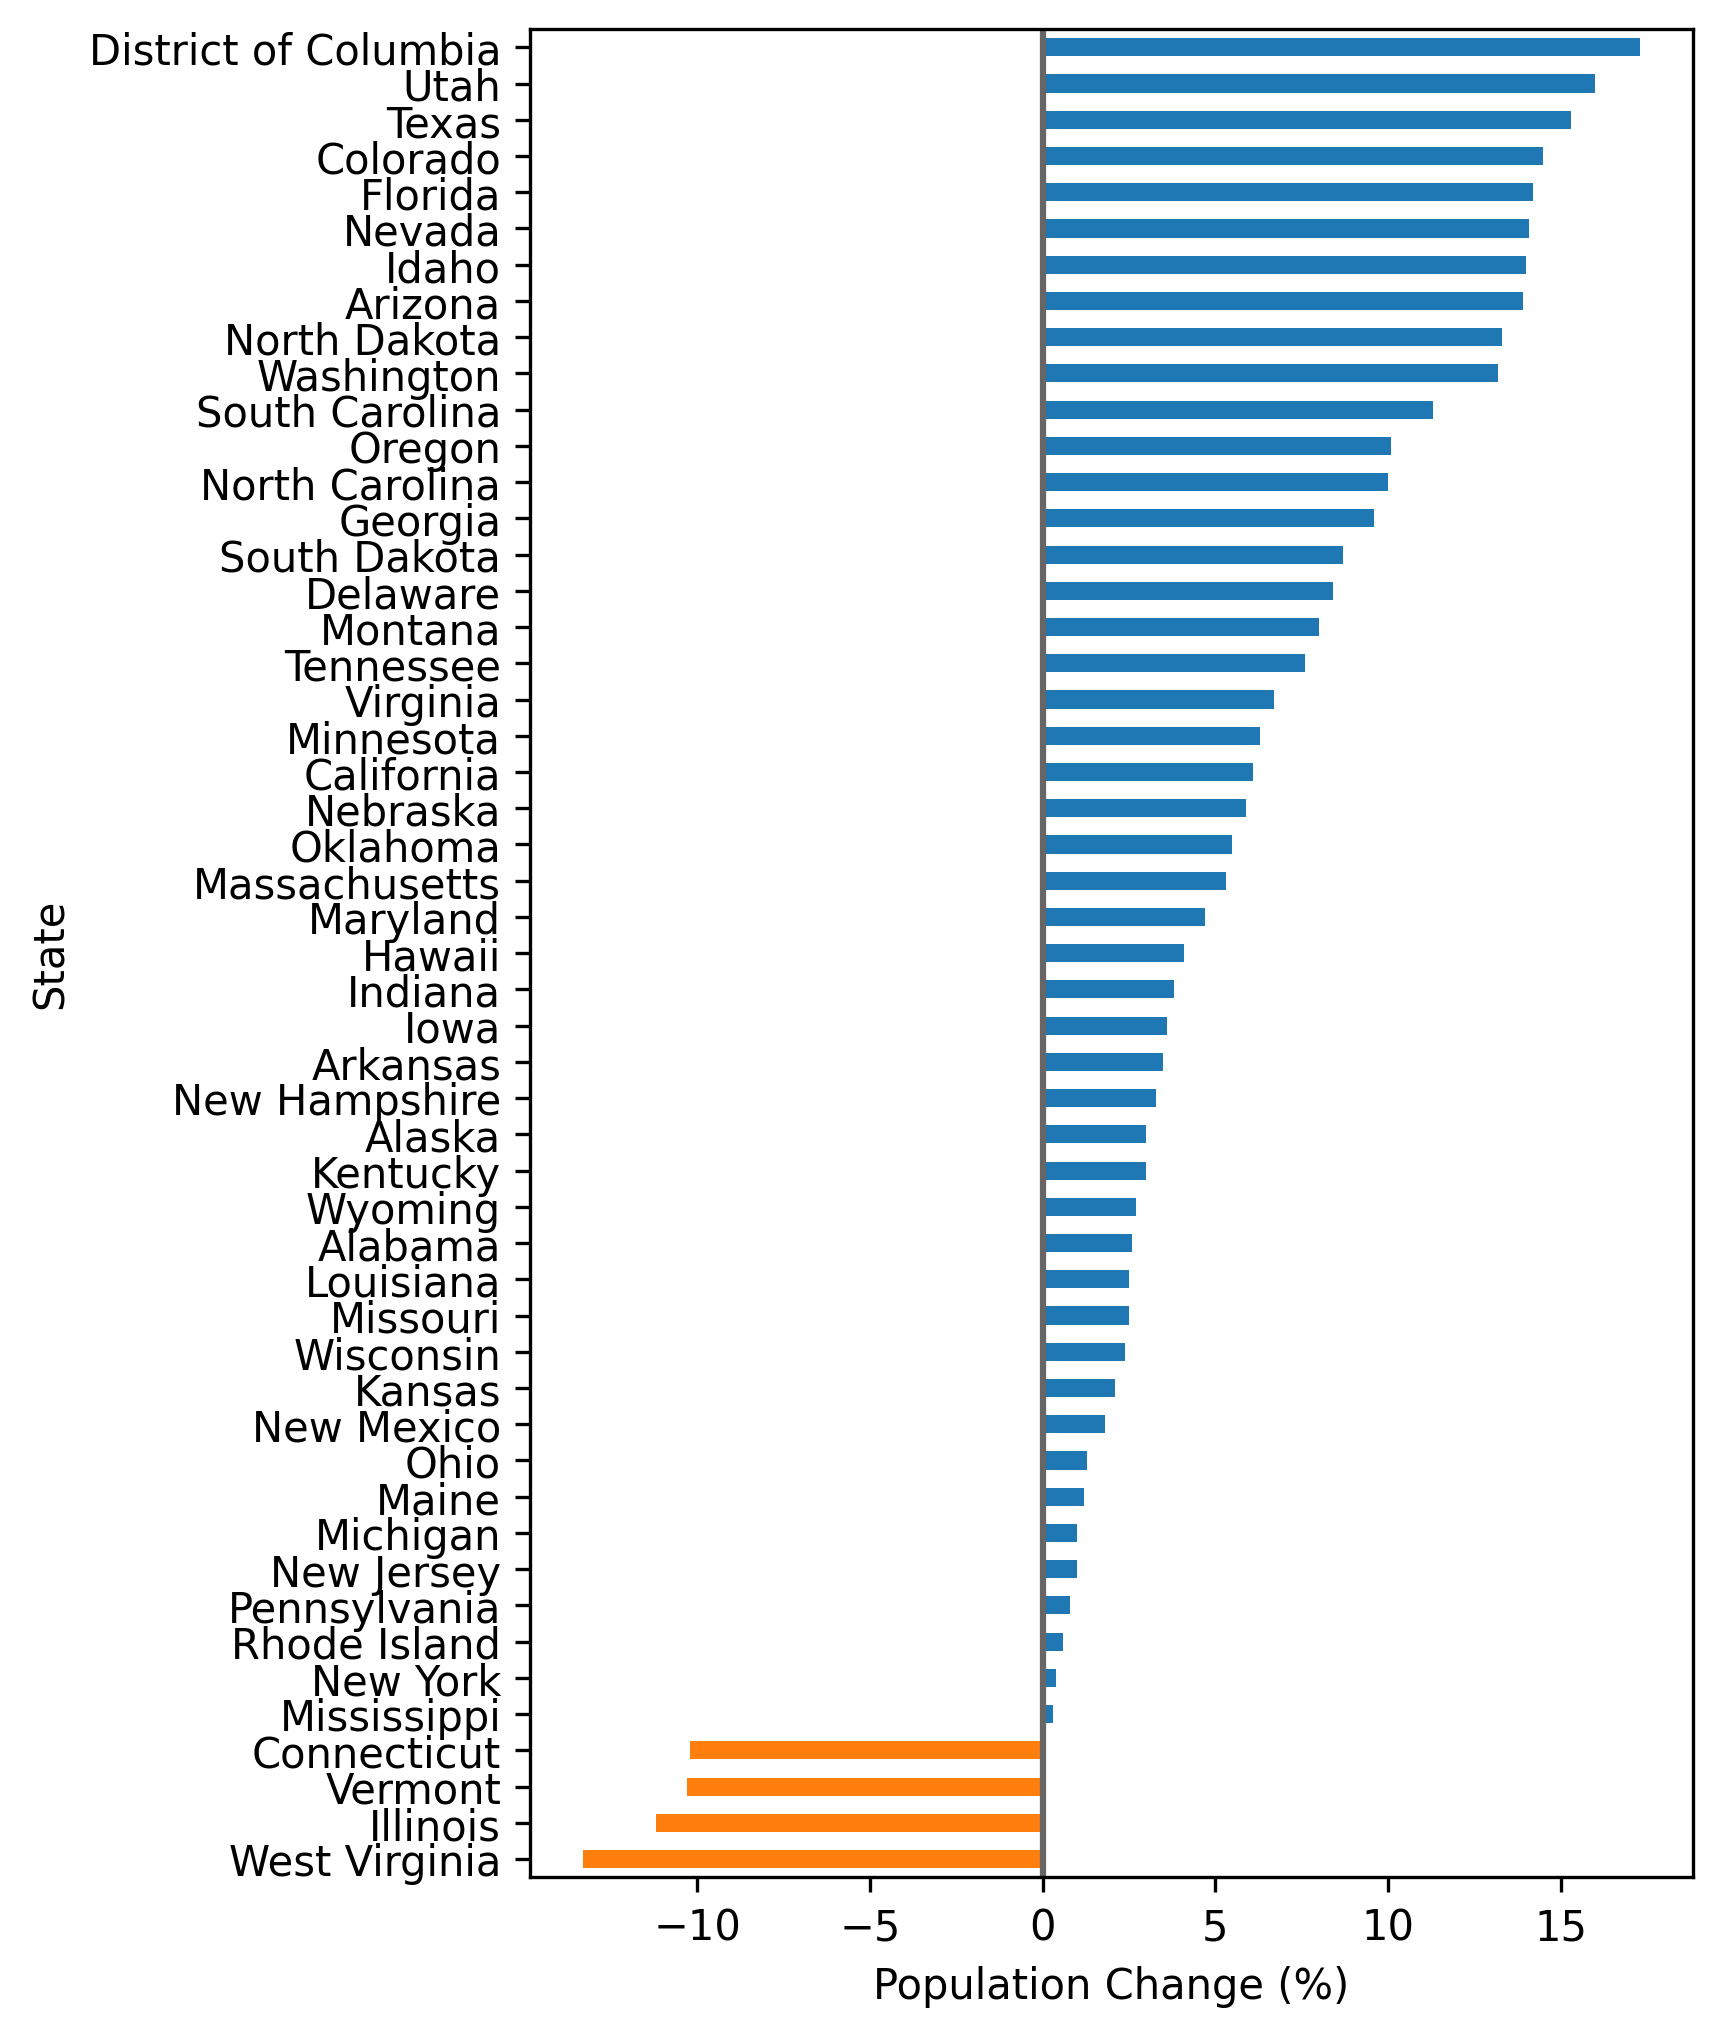 District of Columbia
Utah
Texas
Colorado
Florida
Nevada
Idaho
Arizona
North Dakota
Washington
South Carolina
Oregon
North Carolina
Georgia
South Dakota
Delaware
Montana
Tennessee
Virginia
Minnesota
California
Nebraska
Oklahoma
Massachusetts
Maryland
Hawaii
Indiana
Iowa
Arkansas
New Hampshire
Alaska
Kentucky
Wyoming
Alabama
Louisiana
Missouri
Wisconsin
Kansas
New Mexico
Ohio
Maine
Michigan
New Jersey
Pennsylvania
Rhode Island
New York
Mississippi
Connecticut
Vermont
Illinois
West Virginia
State
−10 −5 0 5 10 15
Population Change (%)